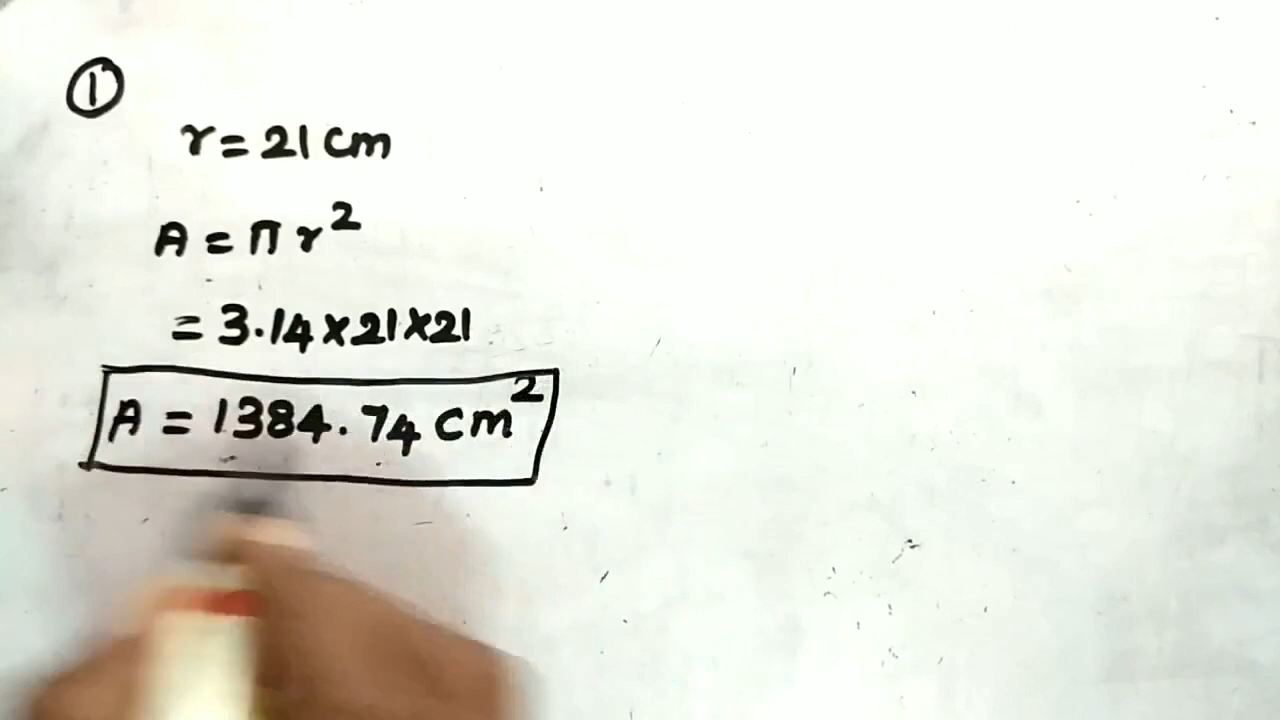 ①
r = 21 cm
A = π r²
= 3.14 × 21 × 21
A = 1384.74 cm²